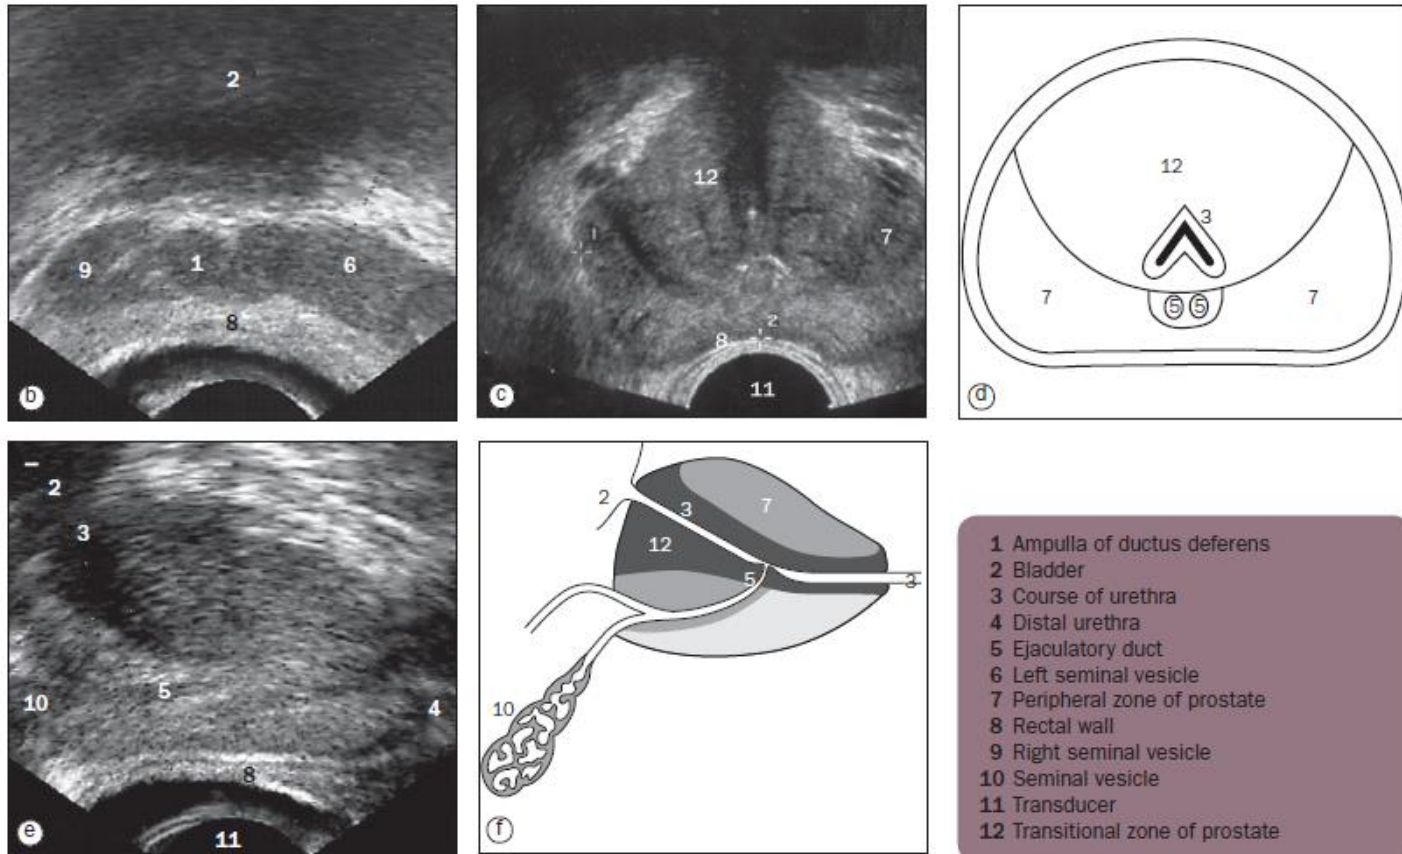 2
9
1
6
8
b
12
1
7
2
8
11
c
12
3
7
5 5
7
d
2
3
5
10
4
8
11
e
2
3
7
12
5
3
10
f
1 Ampulla of ductus deferens
2 Bladder
3 Course of urethra
4 Distal urethra
5 Ejaculatory duct
6 Left seminal vesicle
7 Peripheral zone of prostate
8 Rectal wall
9 Right seminal vesicle
10 Seminal vesicle
11 Transducer
12 Transitional zone of prostate